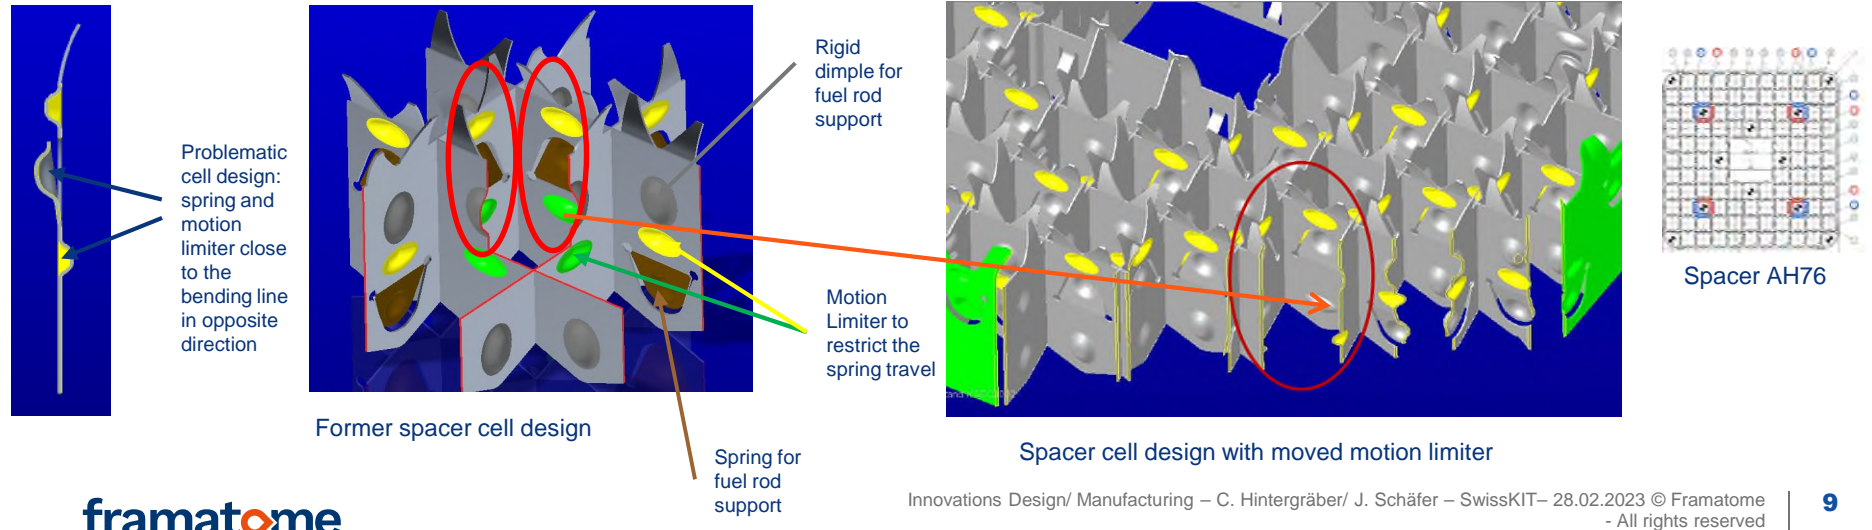 Problematic
cell design:
spring and
motion
limiter close
to the
bending line
in opposite
direction
Former spacer cell design
Rigid
dimple for
fuel rod
support
Motion
Limiter to
restrict the
spring travel
Spring for
fuel rod
support
Spacer cell design with moved motion limiter
Spacer AH76
framatome
Innovations Design/ Manufacturing – C. Hintergräber/ J. Schäfer – SwissKIT– 28.02.2023 © Framatome
- All rights reserved
9